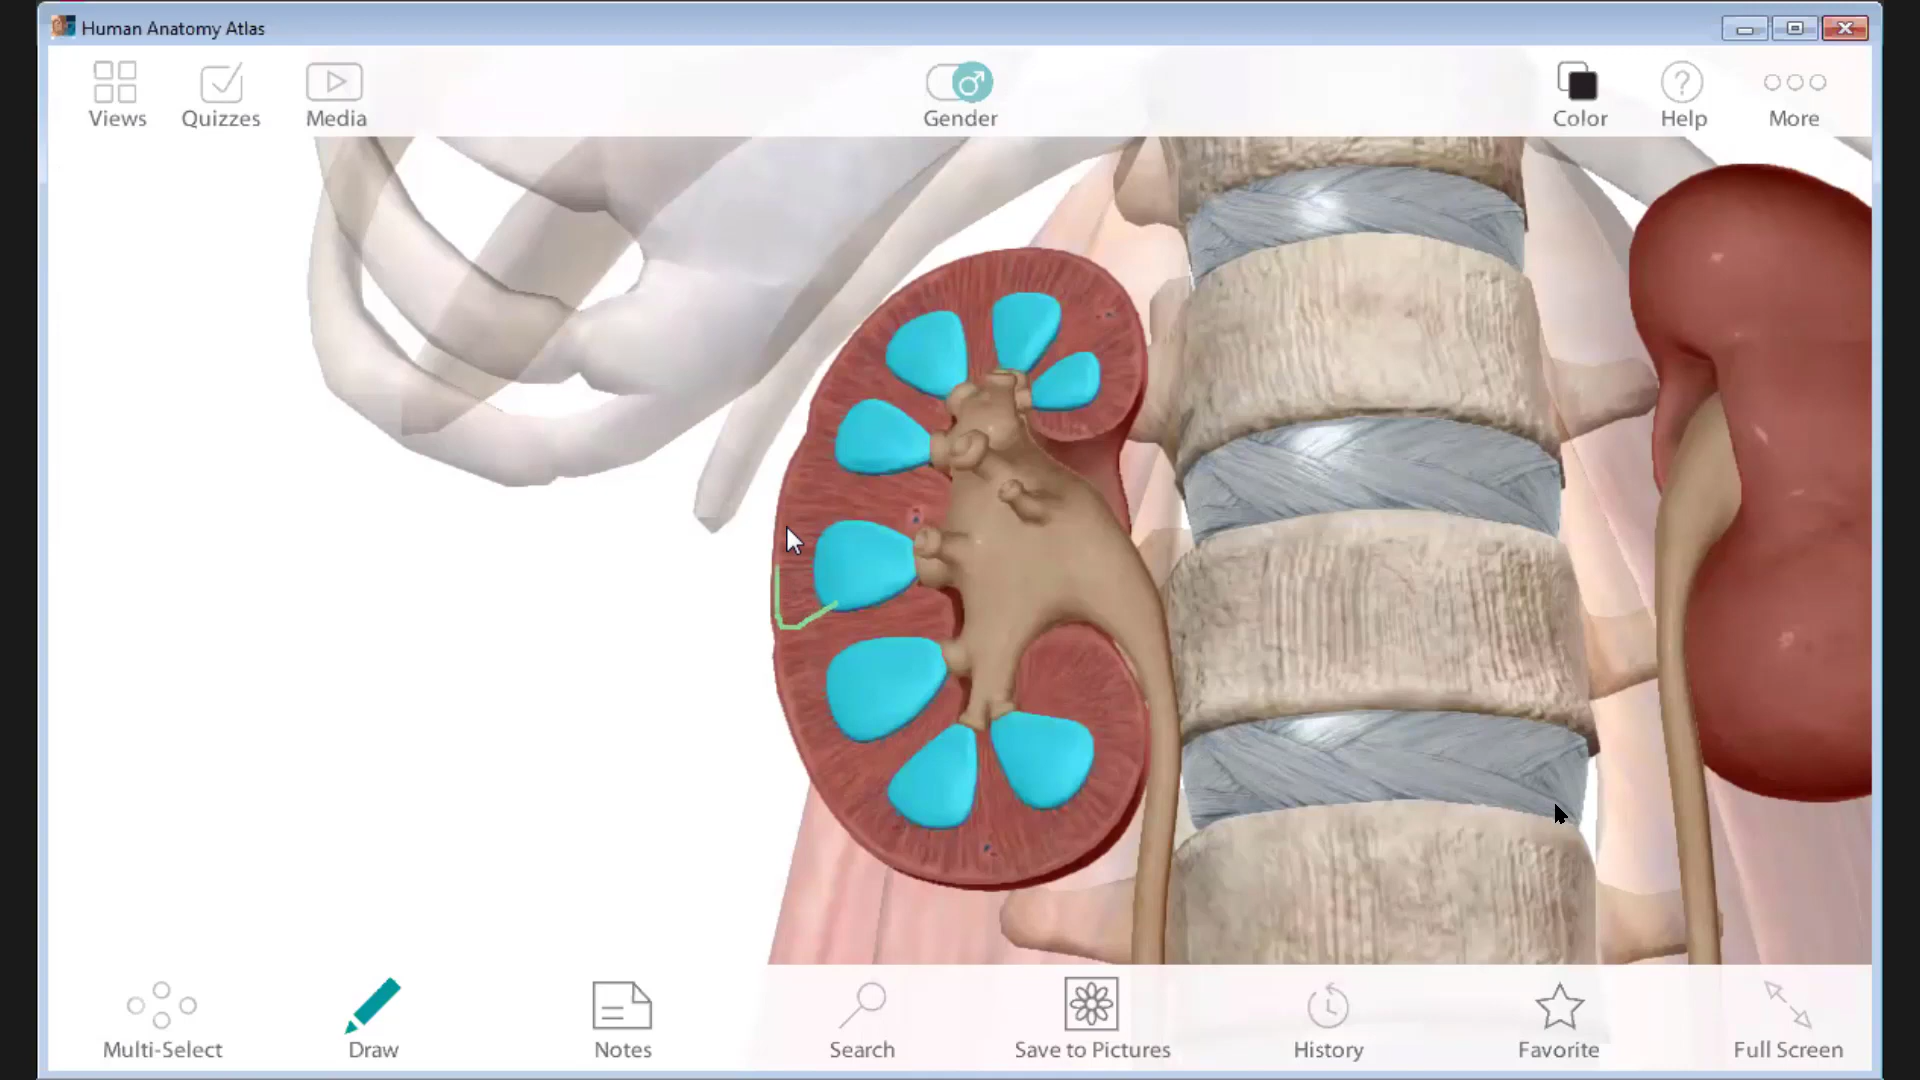 Human Anatomy Atlas
Views Quizzes Media Gender Color Help More
Multi-Select Draw Notes Search Save to Pictures History Favorite Full Screen